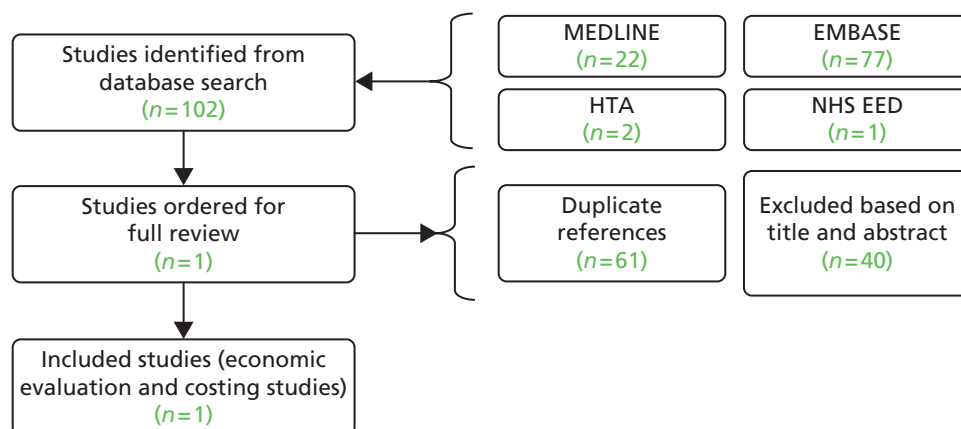 Studies identified from
database search
(n=102)
MEDLINE
(n=22)
EMBASE
(n=77)
HTA
(n=2)
NHS EED
(n=1)
Studies ordered for
full review
(n=1)
Duplicate
references
(n=61)
Excluded based on
title and abstract
(n=40)
Included studies (economic
evaluation and costing studies)
(n=1)